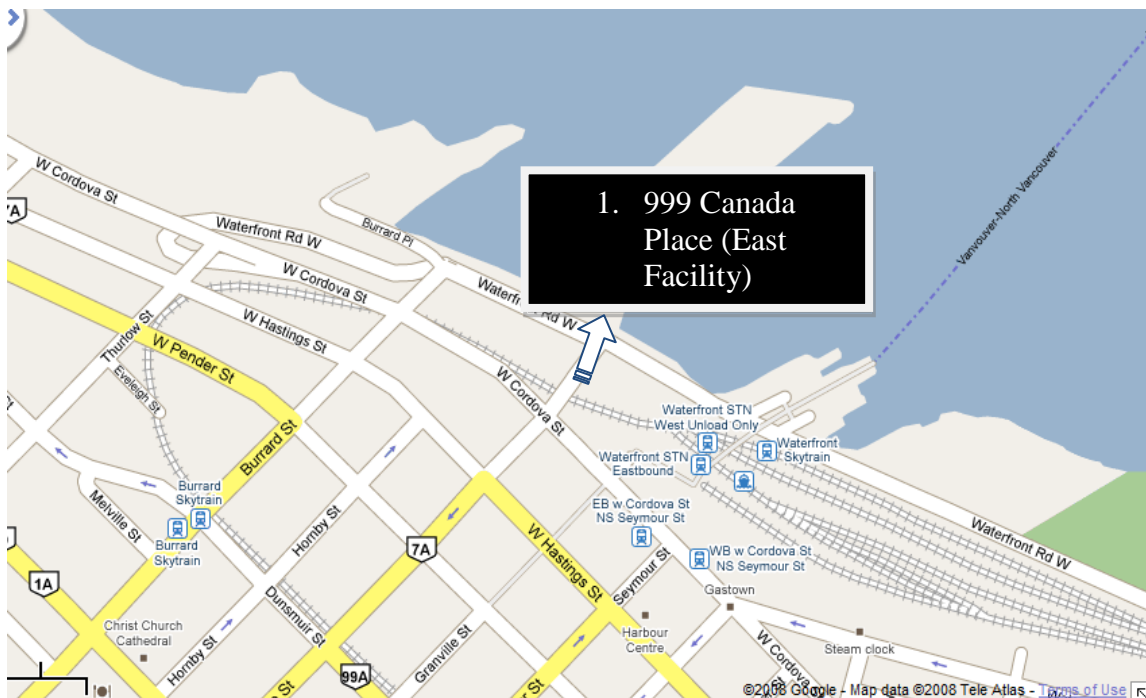 W Cordova St
7A
Waterfront Rd W
Burrard Pl
W Cordova St
1. 999 Canada
Place (East
Facility)
Vanvouver-North Vancouver
Waterfr
Rd W
W Hastings St
Thurlow St
W Pender St
Eveleigh St
W Cordova St
Burrard St
Waterfront STN
West Unload Only
Waterfront
Skytrain
Waterfront STN
Eastbound
Burrard
Skytrain
EB w Cordova St
NS Seymour St
Melville St
Hornby St
Burrard
Skytrain
7A
W Hastings St
Waterfront Rd W
WB w Cordova St
NS Seymour St
1A
Seymour St
Gastown
Dunsmuir St
Christ Church
Cathedral
Harbour
Centre
Steam clock
Hornby St
Granville St
99A
W Cordova
©2008 Google - Map data ©2008 Tele Atlas - Terms of Use